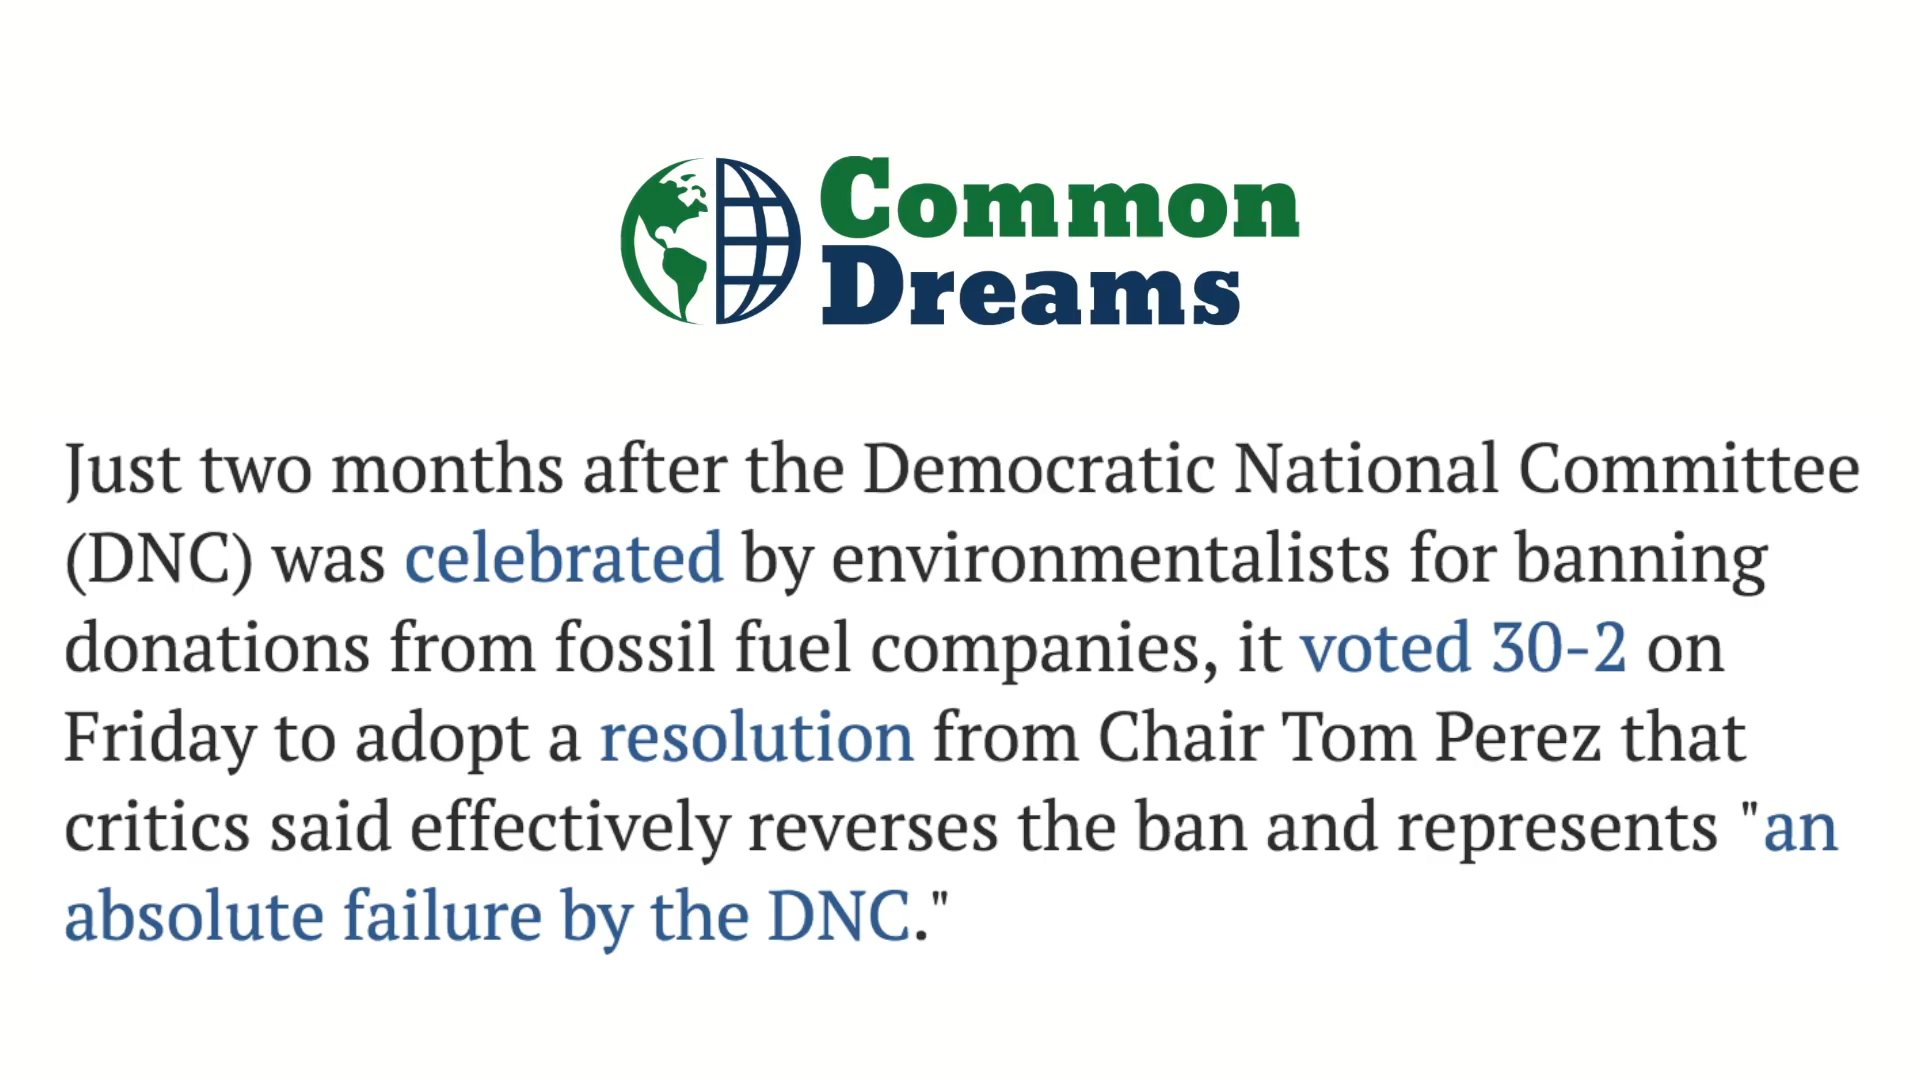 Common
Dreams
Just two months after the Democratic National Committee
(DNC) was celebrated by environmentalists for banning
donations from fossil fuel companies, it voted 30-2 on
Friday to adopt a resolution from Chair Tom Perez that
critics said effectively reverses the ban and represents "an
absolute failure by the DNC."